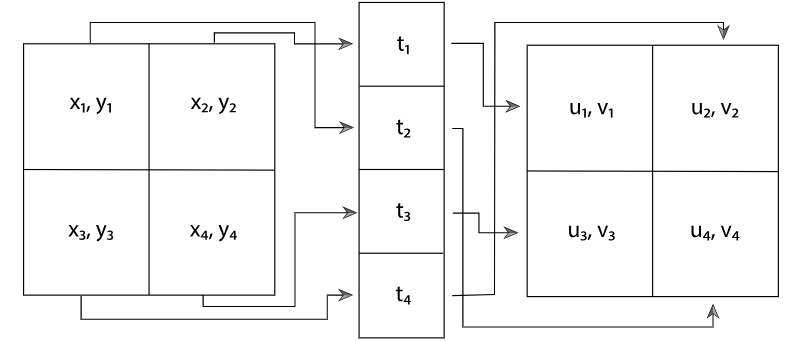 x₁, y₁
x₂, y₂
x₃, y₃
x₄, y₄
t₁
t₂
t₃
t₄
u₁, v₁
u₂, v₂
u₃, v₃
u₄, v₄